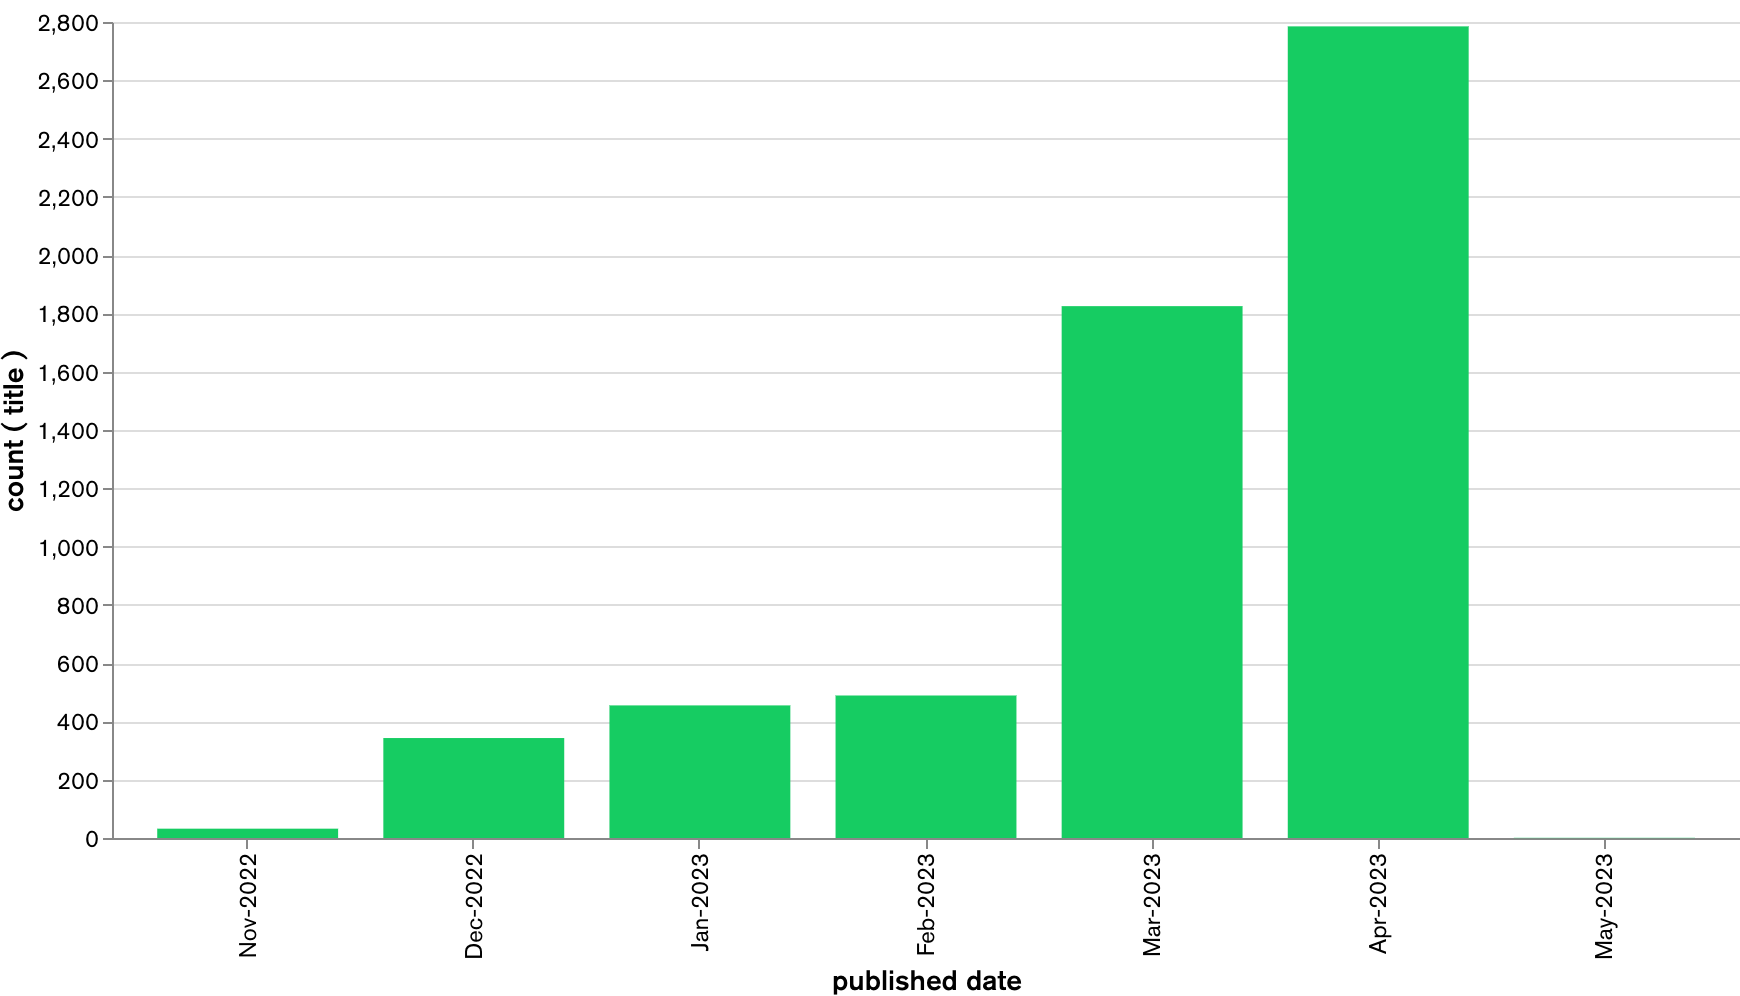 2,800
2,600
2,400
2,200
2,000
1,800
1,600
1,400
1,200
1,000
800
600
400
200
0
count ( title )
Nov-2022
Dec-2022
Jan-2023
Feb-2023
Mar-2023
Apr-2023
May-2023
published date